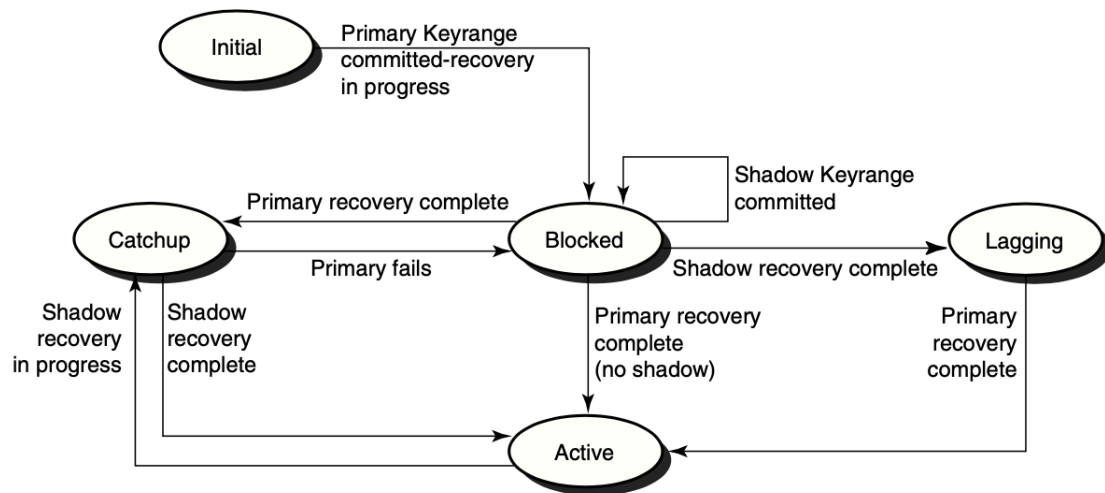 Initial
Primary Keyrange
committed-recovery
in progress
Shadow Keyrange
committed
Primary recovery complete
Catchup
Blocked
Lagging
Primary fails
Shadow recovery complete
Shadow
recovery
in progress
Shadow
recovery
complete
Primary recovery
complete
(no shadow)
Primary
recovery
complete
Active